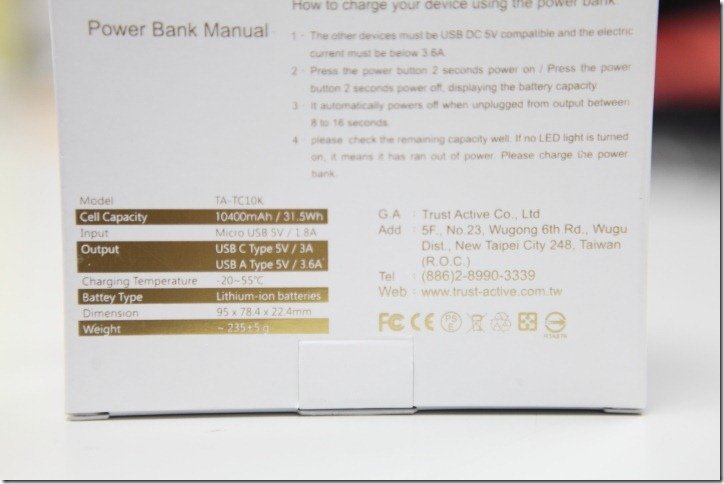 How to charge your device using the power bank.
Power Bank Manual
1 · The other devices must be USB DC 5V compatible and the electric
current must be below 3.6A.
2 · Press the power button 2 seconds power on / Press the power
button 2 seconds power off, displaying the battery capacity
3 · It automatically powers off when unplugged from output between
8 to 16 seconds.
4 · please check the remaining capacity well. If no LED light is turned
on, it means it has ran out of power. Please charge the power
bank.
Model TA-TC10K
Cell Capacity 10400mAh / 31.5Wh
Input Micro USB 5V / 1.8A
Output USB C Type 5V / 3A
USB A Type 5V / 3.6A
Charging Temperature -20~55℃
Battey Type Lithium-ion batteries
Dimension 95 x 78.4 x 22.4mm
Weight ~ 235±5 g
G.A : Trust Active Co., Ltd
Add : 5F., No.23, Wugong 6th Rd., Wugu
Dist., New Taipei City 248, Taiwan
(R.O.C.)
Tel : (886)2-8990-3339
Web : www.trust-active.com.tw
FC CE PSE